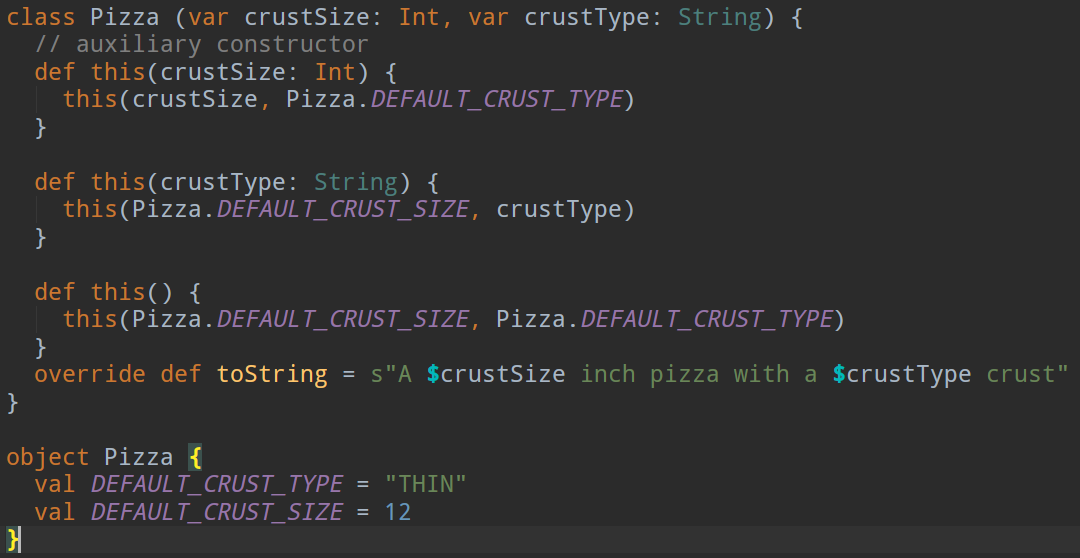 class Pizza (var crustSize: Int, var crustType: String) {
  // auxiliary constructor
  def this(crustSize: Int) {
    this(crustSize, Pizza.DEFAULT_CRUST_TYPE)
  }

  def this(crustType: String) {
    this(Pizza.DEFAULT_CRUST_SIZE, crustType)
  }

  def this() {
    this(Pizza.DEFAULT_CRUST_SIZE, Pizza.DEFAULT_CRUST_TYPE)
  }
  override def toString = s"A $crustSize inch pizza with a $crustType crust"
}

object Pizza {
  val DEFAULT_CRUST_TYPE = "THIN"
  val DEFAULT_CRUST_SIZE = 12
}